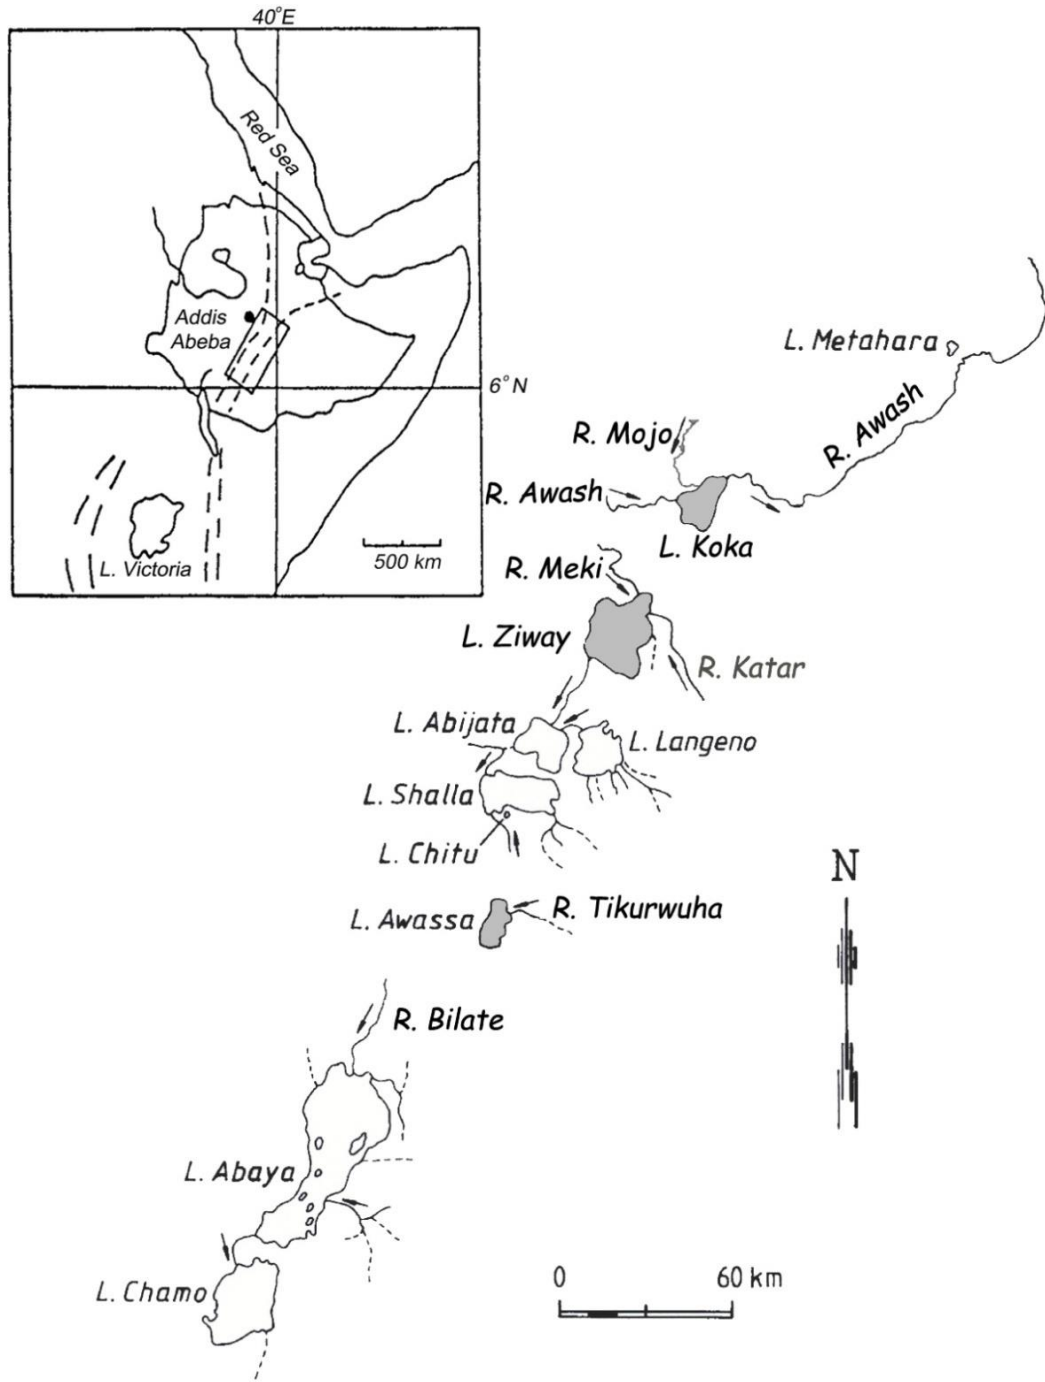 40°E
Red Sea
Addis
Abeba
6°N
L. Victoria
500 km
L. Metahara
R. Awash
R. Mojo
R. Awash
L. Koka
R. Meki
L. Ziway
R. Katar
L. Abijata
L. Langeno
L. Shalla
L. Chitu
N
L. Awassa
R. Tikurwuha
R. Bilate
L. Abaya
L. Chamo
0
60 km